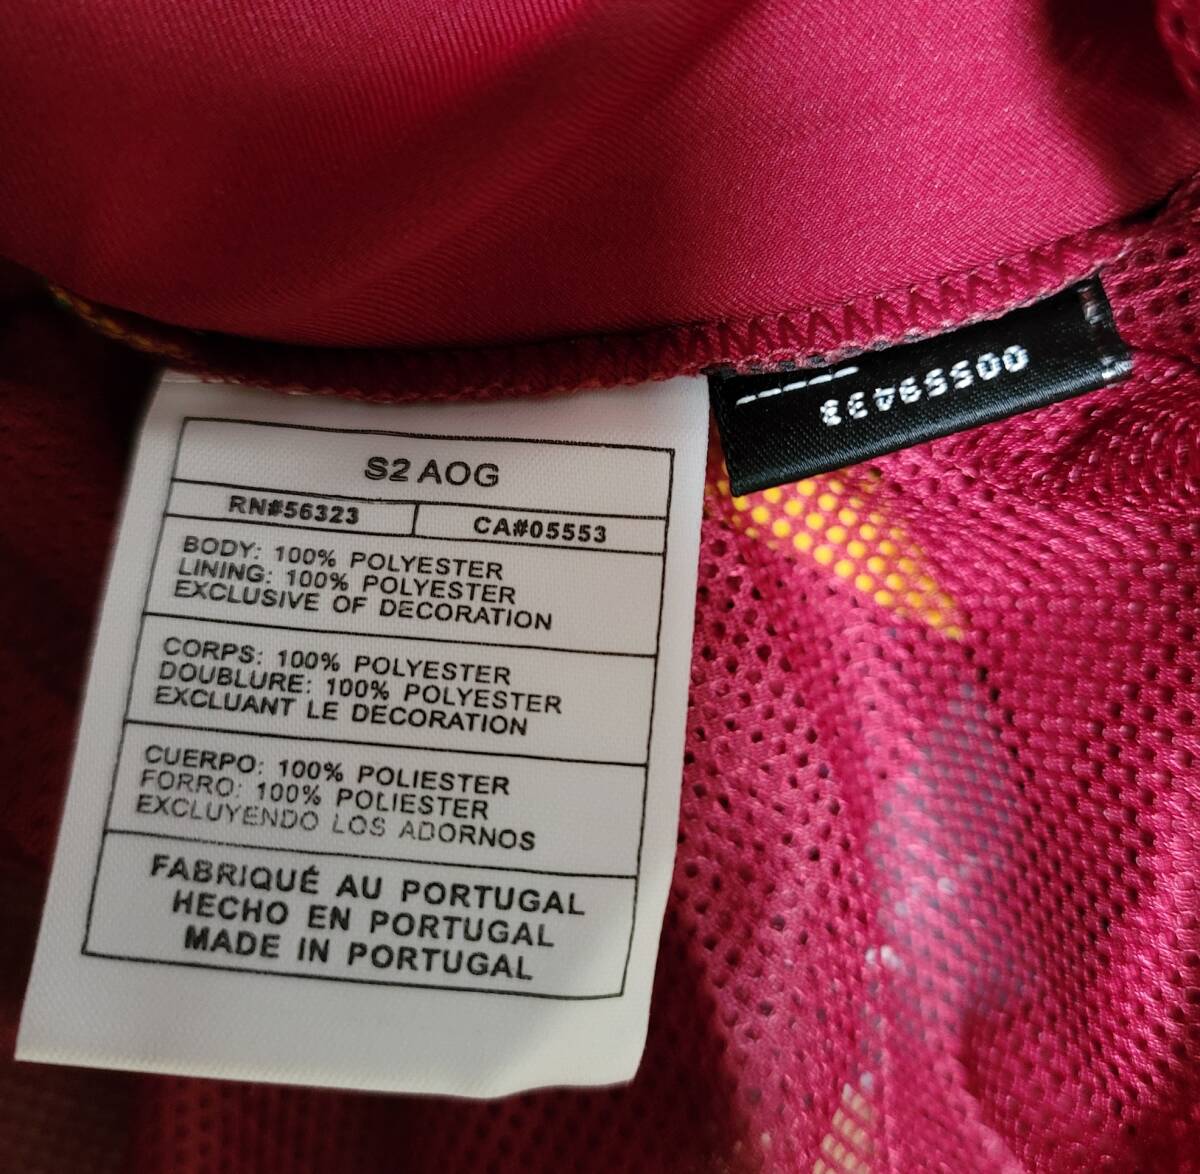 S2 AOG
RN#56323
CA#05553
BODY: 100% POLYESTER
LINING: 100% POLYESTER
EXCLUSIVE OF DECORATION
CORPS: 100% POLYESTER
DOUBLURE: 100% POLYESTER
EXCLUANT LE DECORATION
CUERPO: 100% POLIESTER
FORRO: 100% POLIESTER
EXCLUYENDO LOS ADORNOS
FABRIQUÉ AU PORTUGAL
HECHO EN PORTUGAL
MADE IN PORTUGAL